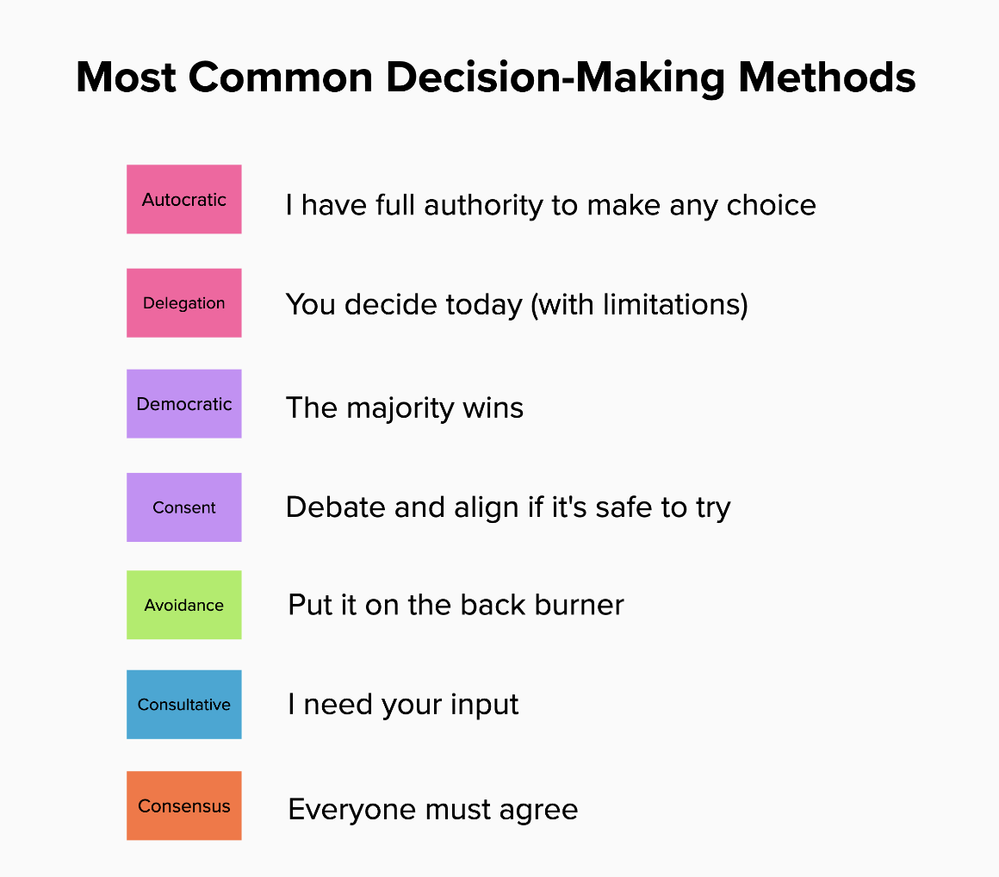 Most Common Decision-Making Methods
Autocratic
I have full authority to make any choice
Delegation
You decide today (with limitations)
Democratic
The majority wins
Consent
Debate and align if it's safe to try
Avoidance
Put it on the back burner
Consultative
I need your input
Consensus
Everyone must agree